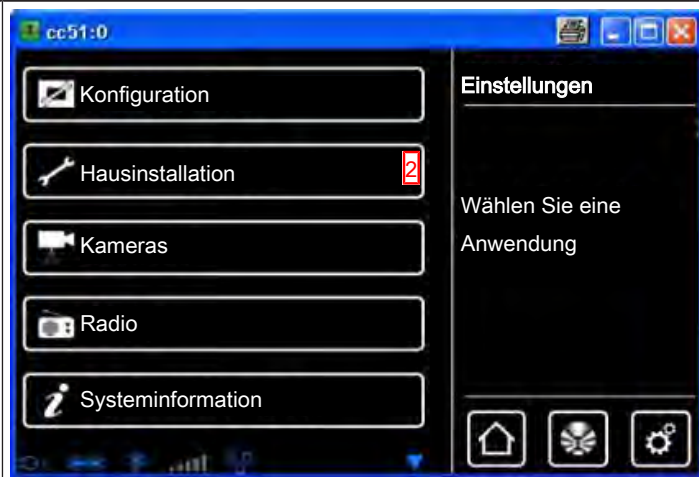 cc51:0
Konfiguration
Hausinstallation 2
Kameras
Radio
Systeminformation
Einstellungen
Wählen Sie eine
Anwendung